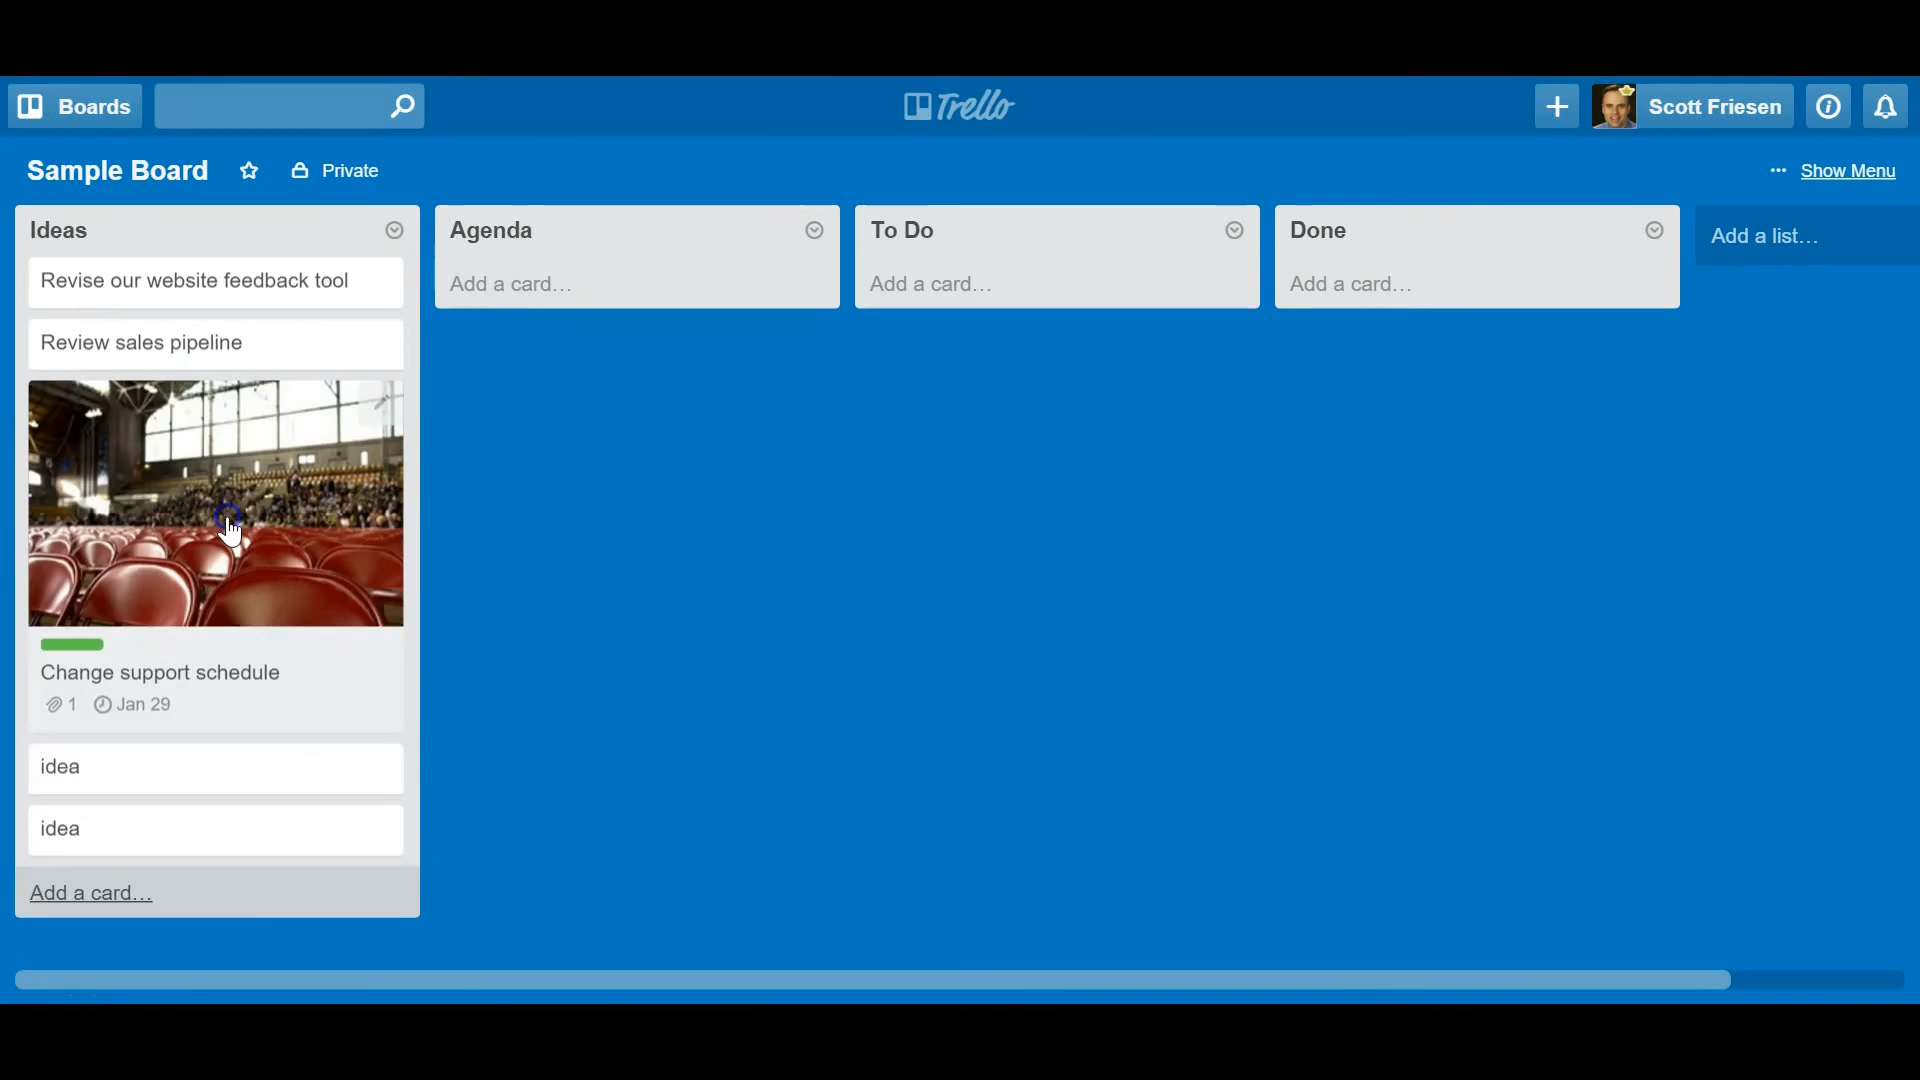 Boards
Trello
Scott Friesen
Sample Board
Private
... Show Menu
Ideas
Revise our website feedback tool
Review sales pipeline
Change support schedule
1 Jan 29
idea
idea
Add a card...
Agenda
Add a card...
To Do
Add a card...
Done
Add a card...
Add a list...